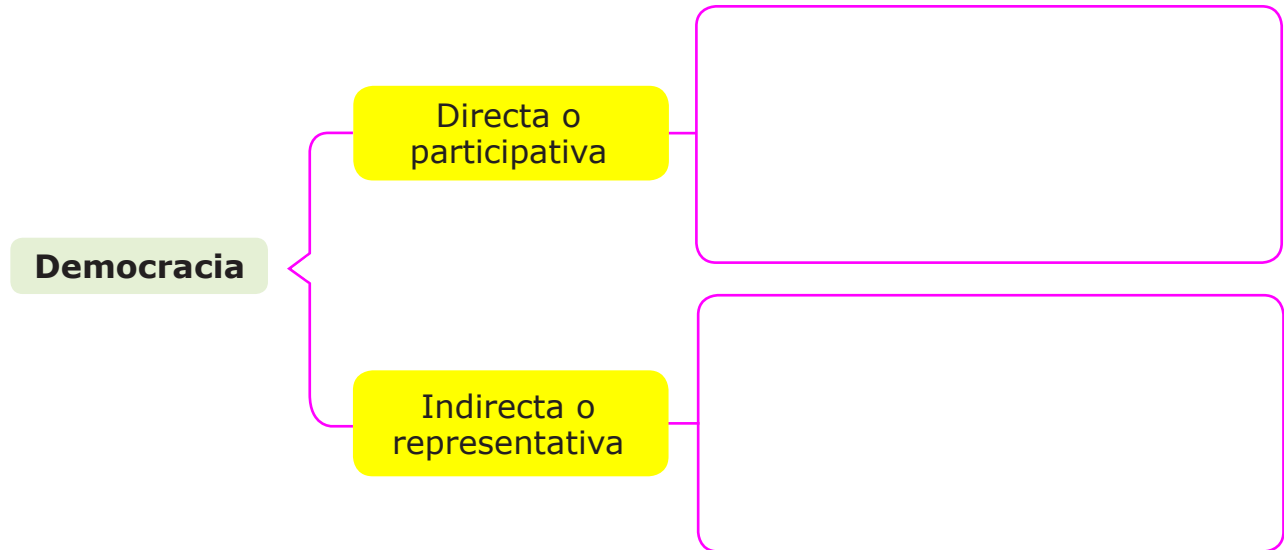 Directa o
participativa
Democracia
Indirecta o
representativa